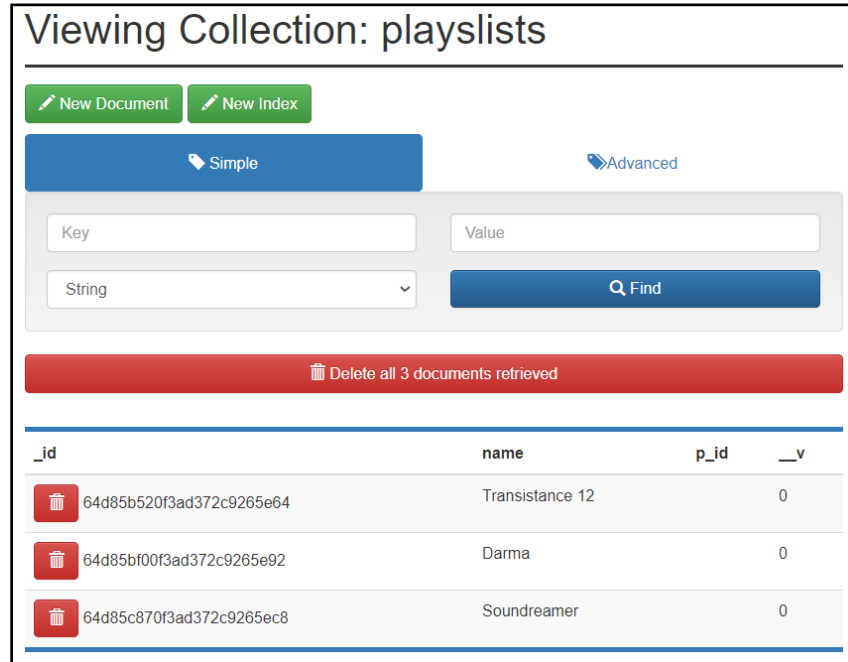 Viewing Collection: playslists
New Document New Index
Simple Advanced
Key Value
String Find
Delete all 3 documents retrieved
_id name p_id __v
64d85b520f3ad372c9265e64 Transistance 12 0
64d85bf00f3ad372c9265e92 Darma 0
64d85c870f3ad372c9265ec8 Soundreamer 0